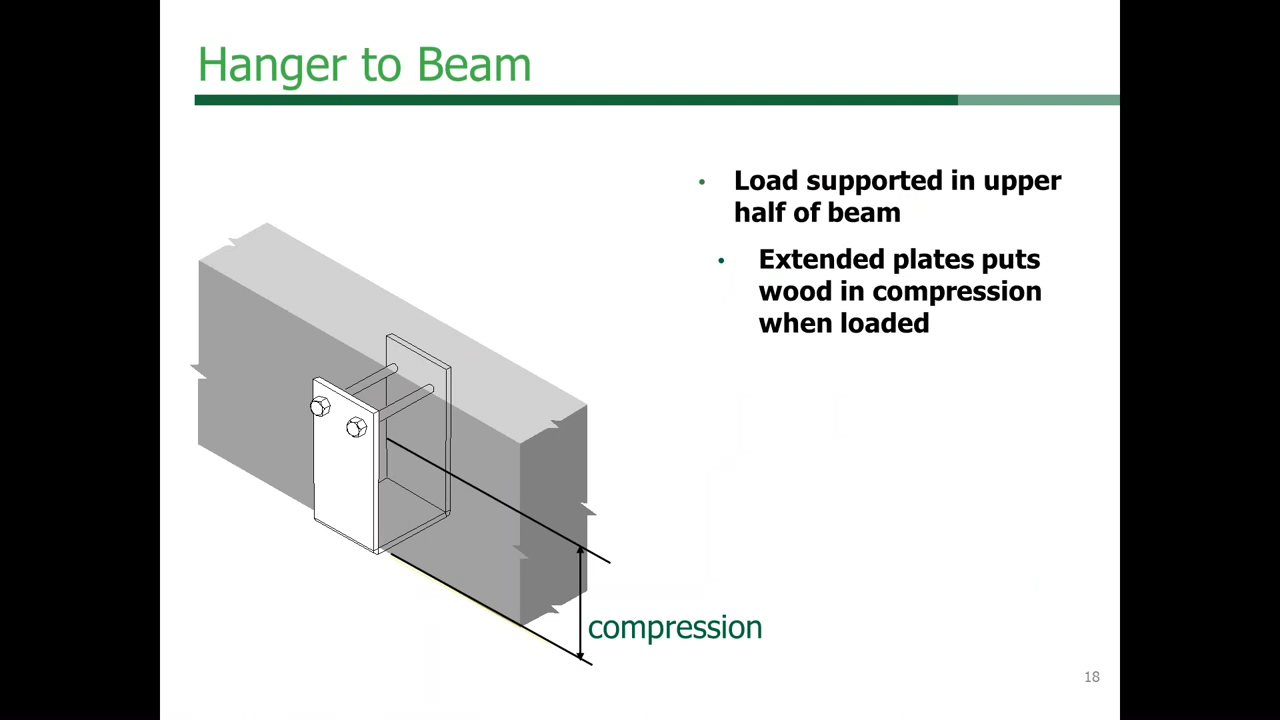 Hanger to Beam
• Load supported in upper
half of beam
• Extended plates puts
wood in compression
when loaded
compression
18